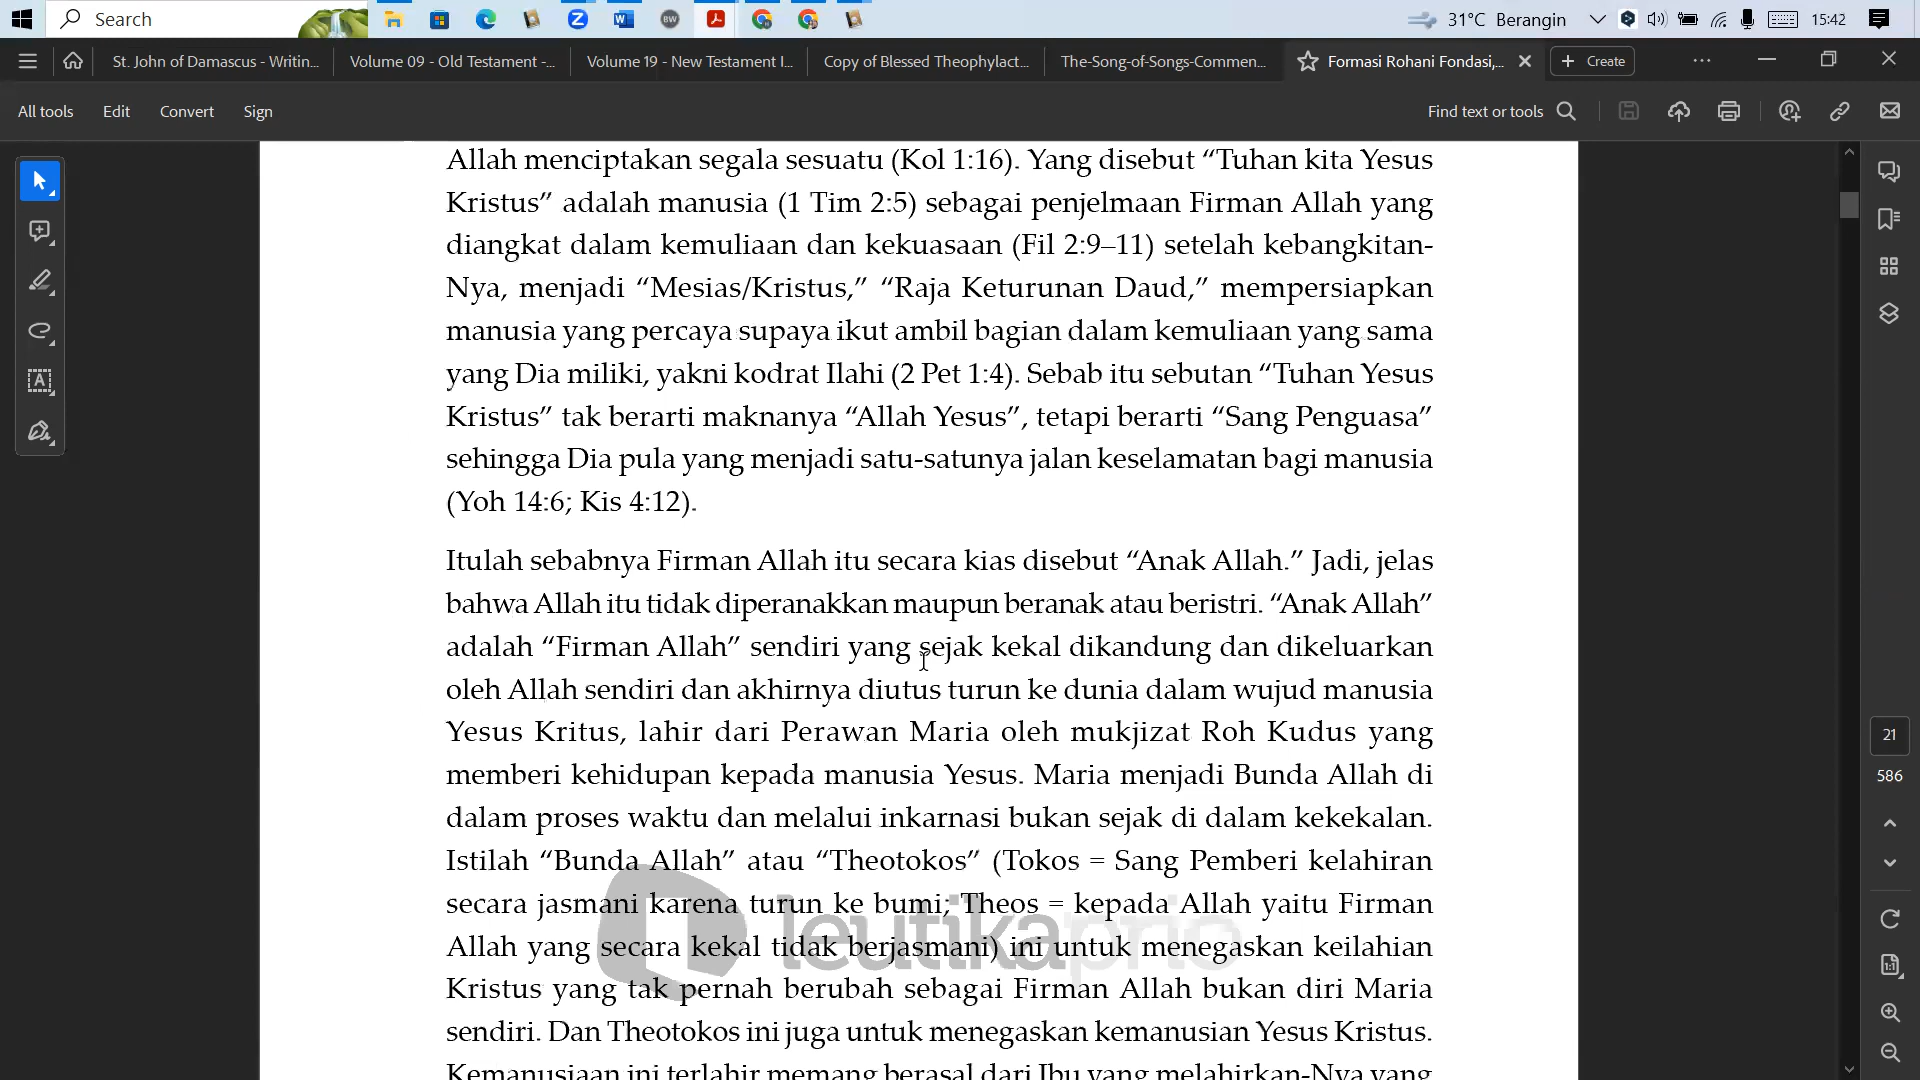 Search
31°C Berangin
15:42
St. John of Damascus - Writin...
Volume 09 - Old Testament -...
Volume 19 - New Testament I...
Copy of Blessed Theophylact...
The-Song-of-Songs-Commen...
Formasi Rohani Fondasi,...
Create
All tools
Edit
Convert
Sign
Find text or tools
Allah menciptakan segala sesuatu (Kol 1:16). Yang disebut “Tuhan kita Yesus
Kristus” adalah manusia (1 Tim 2:5) sebagai penjelmaan Firman Allah yang
diangkat dalam kemuliaan dan kekuasaan (Fil 2:9–11) setelah kebangkitan-
Nya, menjadi “Mesias/Kristus,” “Raja Keturunan Daud,” mempersiapkan
manusia yang percaya supaya ikut ambil bagian dalam kemuliaan yang sama
yang Dia miliki, yakni kodrat Ilahi (2 Pet 1:4). Sebab itu sebutan “Tuhan Yesus
Kristus” tak berarti maknanya “Allah Yesus”, tetapi berarti “Sang Penguasa”
sehingga Dia pula yang menjadi satu-satunya jalan keselamatan bagi manusia
(Yoh 14:6; Kis 4:12).
Itulah sebabnya Firman Allah itu secara kias disebut “Anak Allah.” Jadi, jelas
bahwa Allah itu tidak diperanakkan maupun beranak atau beristri. “Anak Allah”
adalah “Firman Allah” sendiri yang sejak kekal dikandung dan dikeluarkan
oleh Allah sendiri dan akhirnya diutus turun ke dunia dalam wujud manusia
Yesus Kritus, lahir dari Perawan Maria oleh mukjizat Roh Kudus yang
memberi kehidupan kepada manusia Yesus. Maria menjadi Bunda Allah di
dalam proses waktu dan melalui inkarnasi bukan sejak di dalam kekekalan.
Istilah “Bunda Allah” atau “Theotokos” (Tokos = Sang Pemberi kelahiran
secara jasmani karena turun ke bumi; Theos = kepada Allah yaitu Firman
Allah yang secara kekal tidak berjasmani) ini untuk menegaskan keilahian
Kristus yang tak pernah berubah sebagai Firman Allah bukan diri Maria
sendiri. Dan Theotokos ini juga untuk menegaskan kemanusian Yesus Kristus.
Kemanusiaan ini terlahir memang berasal dari Ibu yang melahirkan-Nya yang
leutikaprio
21
586